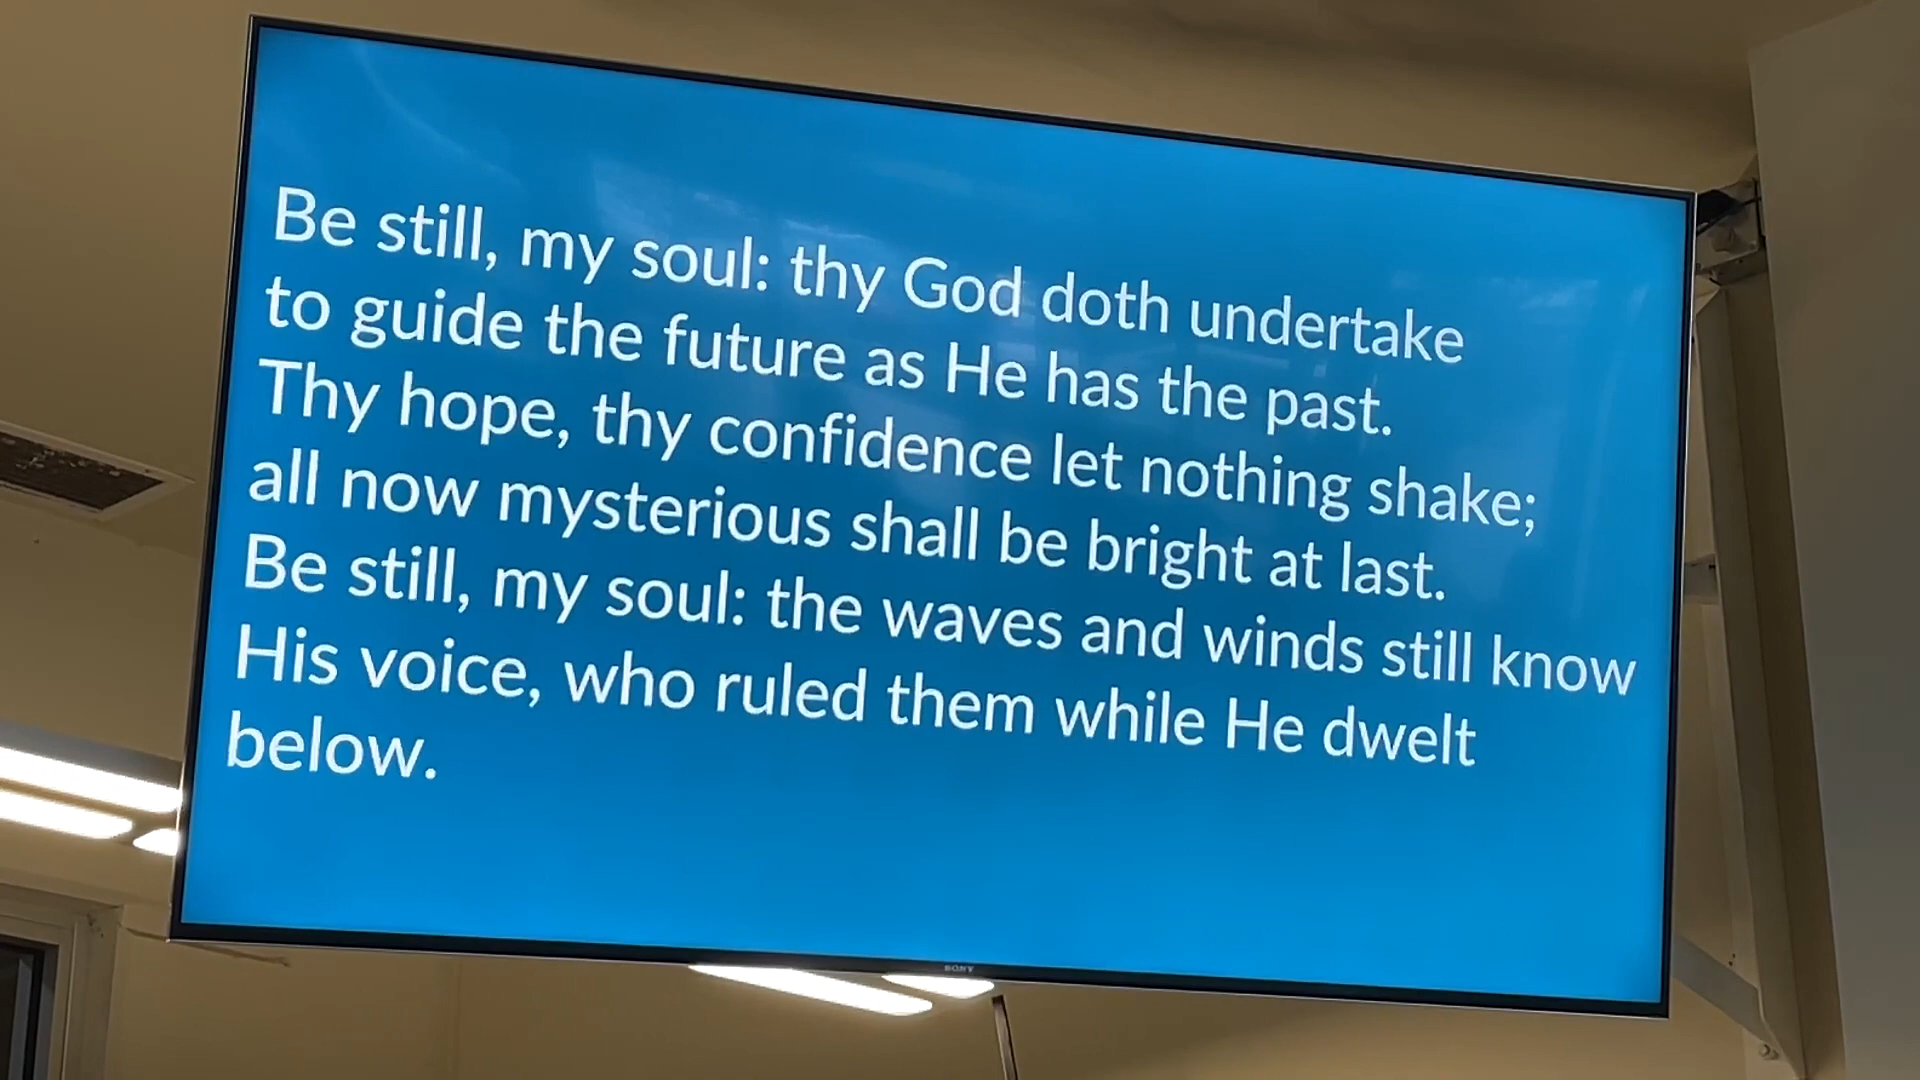 Be still, my soul: thy God doth undertake
to guide the future as He has the past.
Thy hope, thy confidence let nothing shake;
all now mysterious shall be bright at last.
Be still, my soul: the waves and winds still know
His voice, who ruled them while He dwelt
below.
SONY